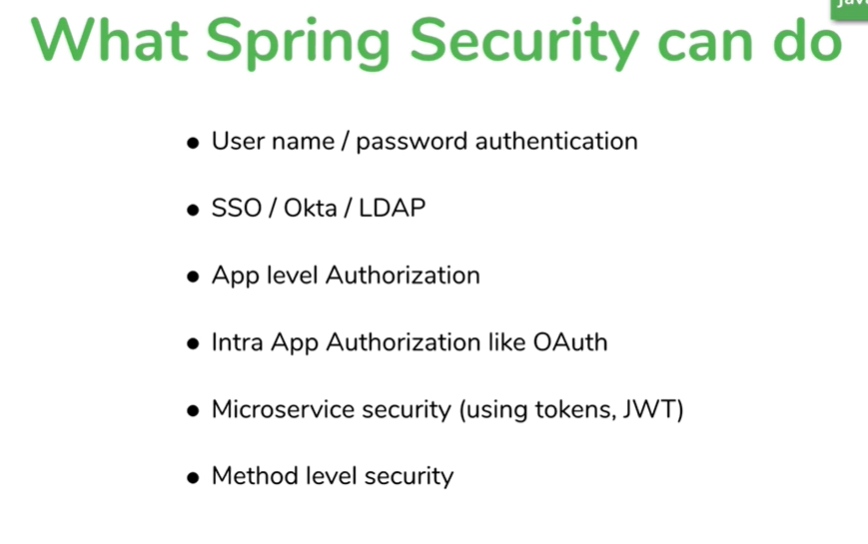 What Spring Security can do
● User name / password authentication
● SSO / Okta / LDAP
● App level Authorization
● Intra App Authorization like OAuth
● Microservice security (using tokens, JWT)
● Method level security